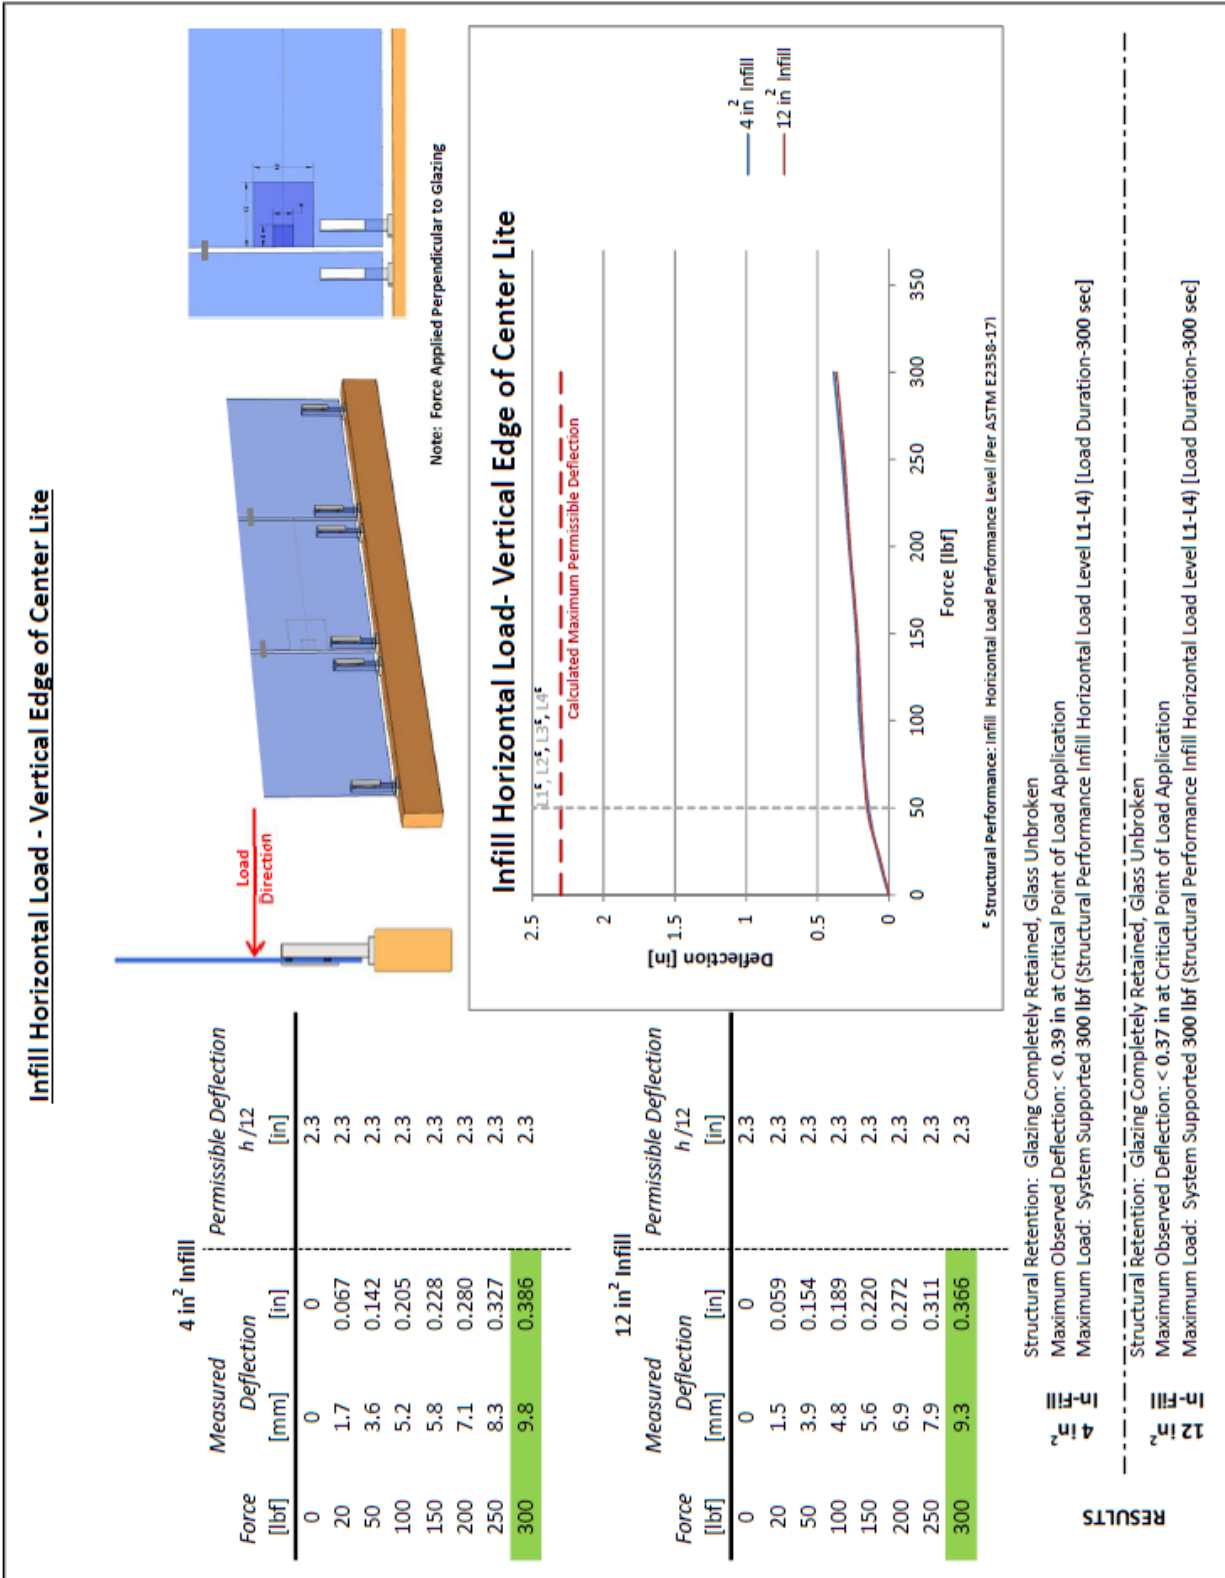 Infill Horizontal Load - Vertical Edge of Center Lite
4 in² Infill
Force Measured Deflection Permissible Deflection h/12
[lbf] [mm] [in] [in]
0 0 0 2.3
20 1.7 0.067 2.3
50 3.6 0.142 2.3
100 5.2 0.205 2.3
150 5.8 0.228 2.3
200 7.1 0.280 2.3
250 8.3 0.327 2.3
300 9.8 0.386 2.3
12 in² Infill
Force Measured Deflection Permissible Deflection h/12
[lbf] [mm] [in] [in]
0 0 0 2.3
20 1.5 0.059 2.3
50 3.9 0.154 2.3
100 4.8 0.189 2.3
150 5.6 0.220 2.3
200 6.9 0.272 2.3
250 7.9 0.311 2.3
300 9.3 0.366 2.3
Load
Direction
Note: Force Applied Perpendicular to Glazing
Infill Horizontal Load- Vertical Edge of Center Lite
L1ᵋ, L2ᵋ, L3ᵋ, L4ᵋ
Calculated Maximum Permissible Deflection
Deflection [in]
2.5
2
1.5
1
0.5
0
0 50 100 150 200 250 300 350
Force [lbf]
4 in² Infill
12 in² Infill
ᵋ Structural Performance: Infill Horizontal Load Performance Level (Per ASTM E2358-17)
RESULTS
4 in²
In-Fill
Structural Retention: Glazing Completely Retained, Glass Unbroken
Maximum Observed Deflection: < 0.39 in at Critical Point of Load Application
Maximum Load: System Supported 300 lbf (Structural Performance Infill Horizontal Load Level L1-L4) [Load Duration-300 sec]
12 in²
In-Fill
Structural Retention: Glazing Completely Retained, Glass Unbroken
Maximum Observed Deflection: < 0.37 in at Critical Point of Load Application
Maximum Load: System Supported 300 lbf (Structural Performance Infill Horizontal Load Level L1-L4) [Load Duration-300 sec]